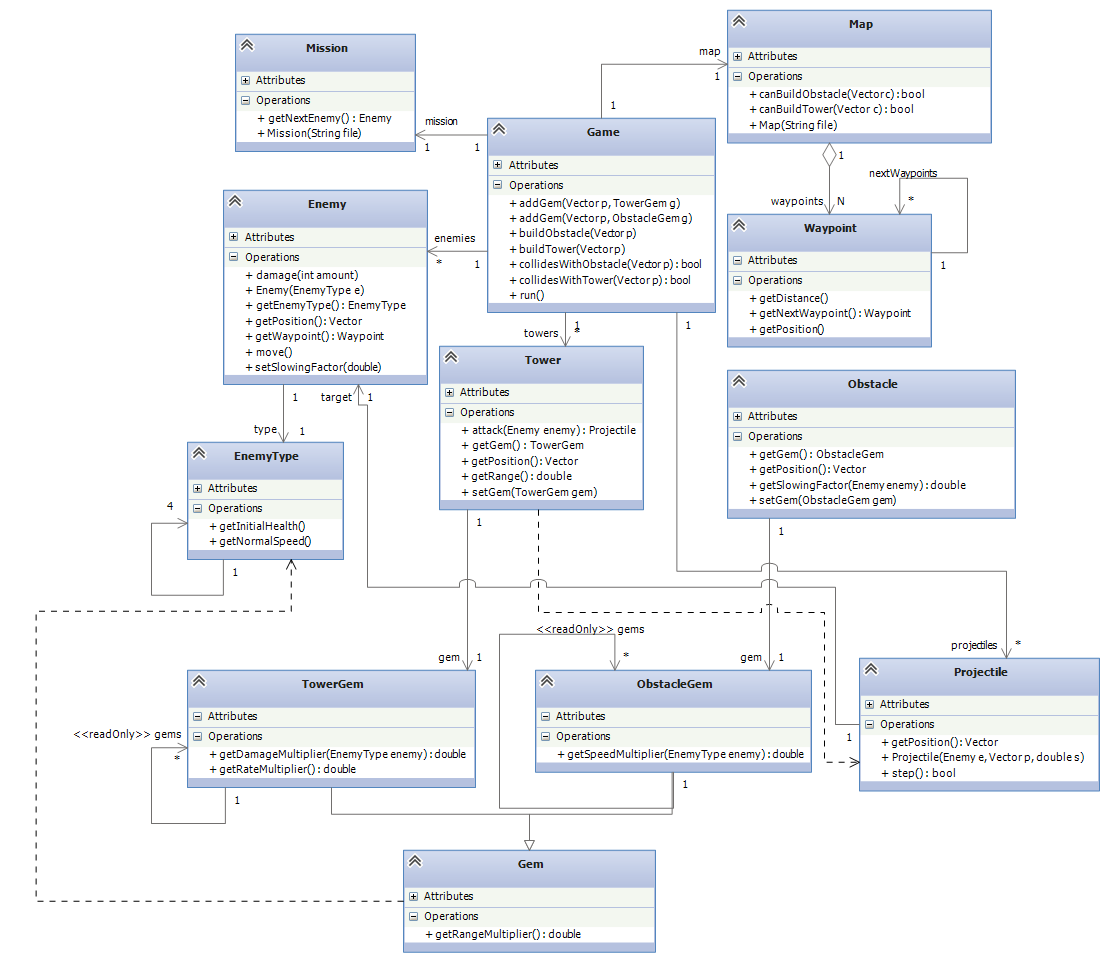 Map
Attributes
Operations
+ canBuildObstacle(Vector c) : bool
+ canBuildTower(Vector c) : bool
+ Map(String file)
Mission
Attributes
Operations
+ getNextEnemy() : Enemy
+ Mission(String file)
map
1
1
mission
1
1
Game
Attributes
Operations
+ addGem(Vector p, TowerGem g)
+ addGem(Vector p, ObstacleGem g)
+ buildObstacle(Vector p)
+ buildTower(Vector p)
+ collidesWithObstacle(Vector p) : bool
+ collidesWithTower(Vector p) : bool
+ run()
1
waypoints
N
nextWaypoints
*
1
Waypoint
Attributes
Operations
+ getDistance()
+ getNextWaypoint() : Waypoint
+ getPosition()
Enemy
Attributes
Operations
+ damage(int amount)
+ Enemy(EnemyType e)
+ getEnemyType() : EnemyType
+ getPosition() : Vector
+ getWaypoint() : Waypoint
+ move()
+ setSlowingFactor(double)
enemies
*
1
towers
1
*
1
Tower
Attributes
Operations
+ attack(Enemy enemy) : Projectile
+ getGem() : TowerGem
+ getPosition() : Vector
+ getRange() : double
+ setGem(TowerGem gem)
Obstacle
Attributes
Operations
+ getGem() : ObstacleGem
+ getPosition() : Vector
+ getSlowingFactor(Enemy enemy) : double
+ setGem(ObstacleGem gem)
1
target
1
type
1
EnemyType
Attributes
Operations
+ getInitialHealth()
+ getNormalSpeed()
4
1
1
1
<<readOnly>> gems
*
gem
1
gem
1
projectiles
*
TowerGem
Attributes
Operations
+ getDamageMultiplier(EnemyType enemy) : double
+ getRateMultiplier() : double
<<readOnly>> gems
*
1
ObstacleGem
Attributes
Operations
+ getSpeedMultiplier(EnemyType enemy) : double
1
Projectile
Attributes
Operations
+ getPosition() : Vector
+ Projectile(Enemy e, Vector p, double s)
+ step() : bool
1
Gem
Attributes
Operations
+ getRangeMultiplier() : double